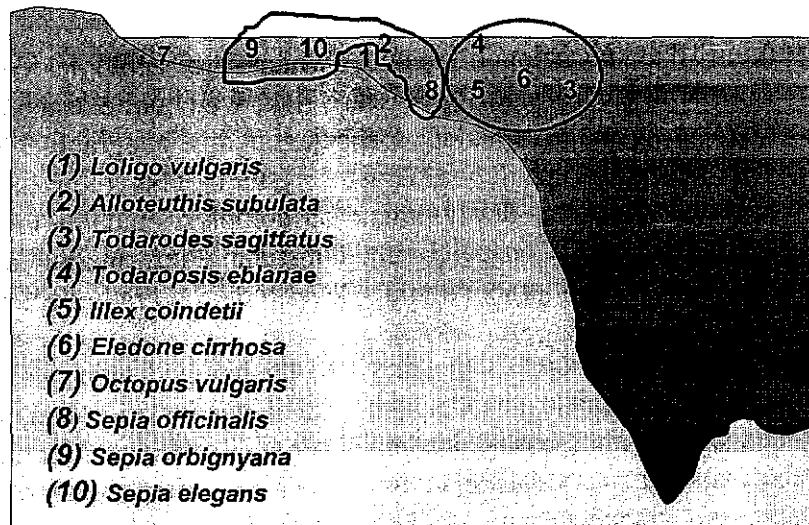 4
9 10 2
7 1
6
8 5 3
(1) Loligo vulgaris
(2) Alloteuthis subulata
(3) Todarodes sagittatus
(4) Todaropsis eblanae
(5) Illex coindetii
(6) Eledone cirrhosa
(7) Octopus vulgaris
(8) Sepia officinalis
(9) Sepia orbignyana
(10) Sepia elegans